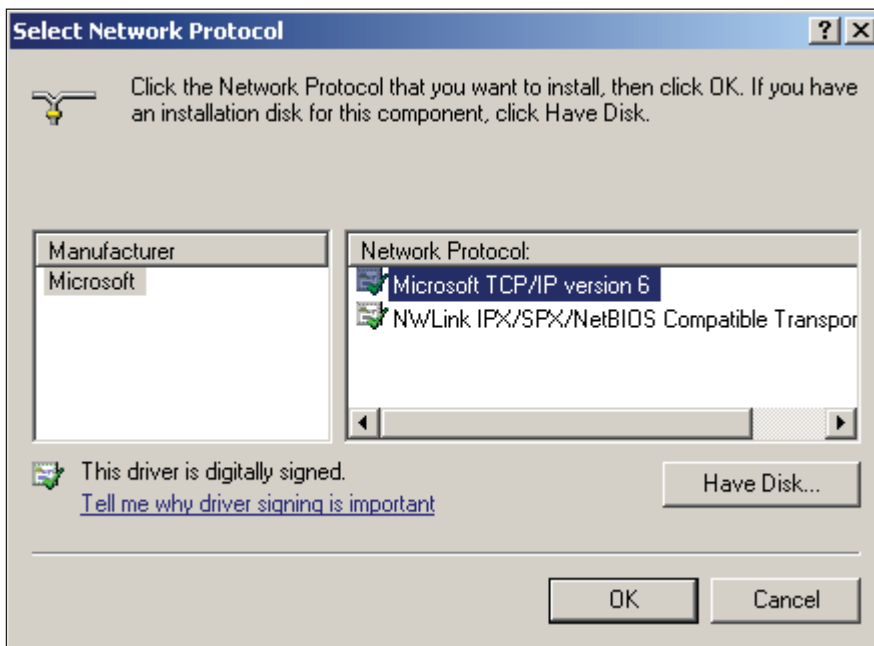 Select Network Protocol
Click the Network Protocol that you want to install, then click OK. If you have
an installation disk for this component, click Have Disk.
Manufacturer
Microsoft
Network Protocol:
Microsoft TCP/IP version 6
NWLink IPX/SPX/NetBIOS Compatible Transpor
This driver is digitally signed.
Tell me why driver signing is important
Have Disk...
OK
Cancel